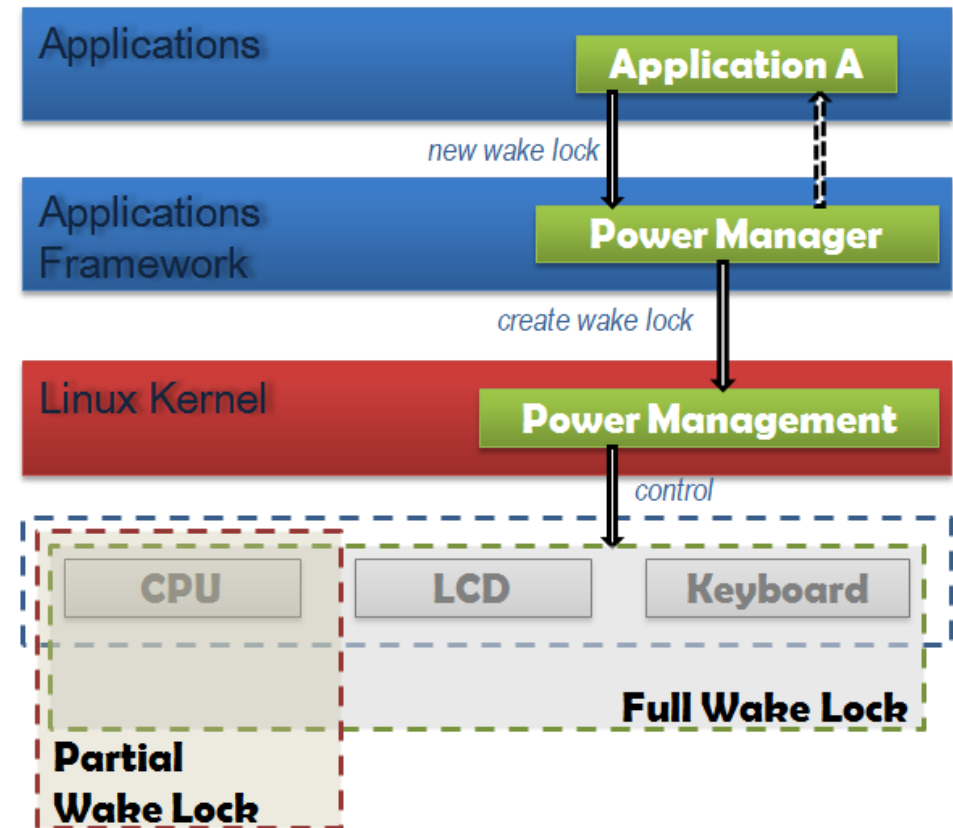 Applications
Application A
new wake lock
Applications
Framework
Power Manager
create wake lock
Linux Kernel
Power Management
control
CPU
LCD
Keyboard
Full Wake Lock
Partial
Wake Lock